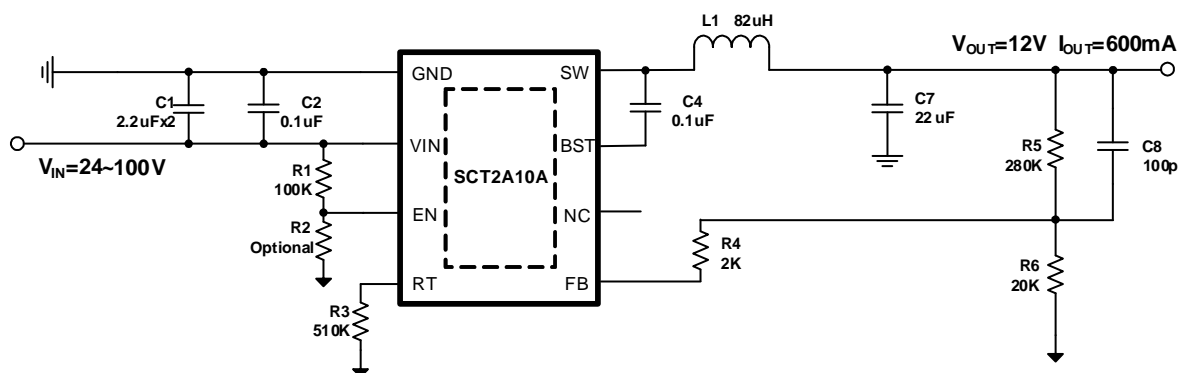 L1 82uH
VOUT=12V IOUT=600mA
GND
SW
C1
2.2uFx2
C2
0.1uF
C4
0.1uF
C7
22uF
R5
280K
C8
100p
VIN
BST
VIN=24~100V
R1
100K
SCT2A10A
EN
NC
R2
Optional
R4
2K
RT
FB
R6
20K
R3
510K